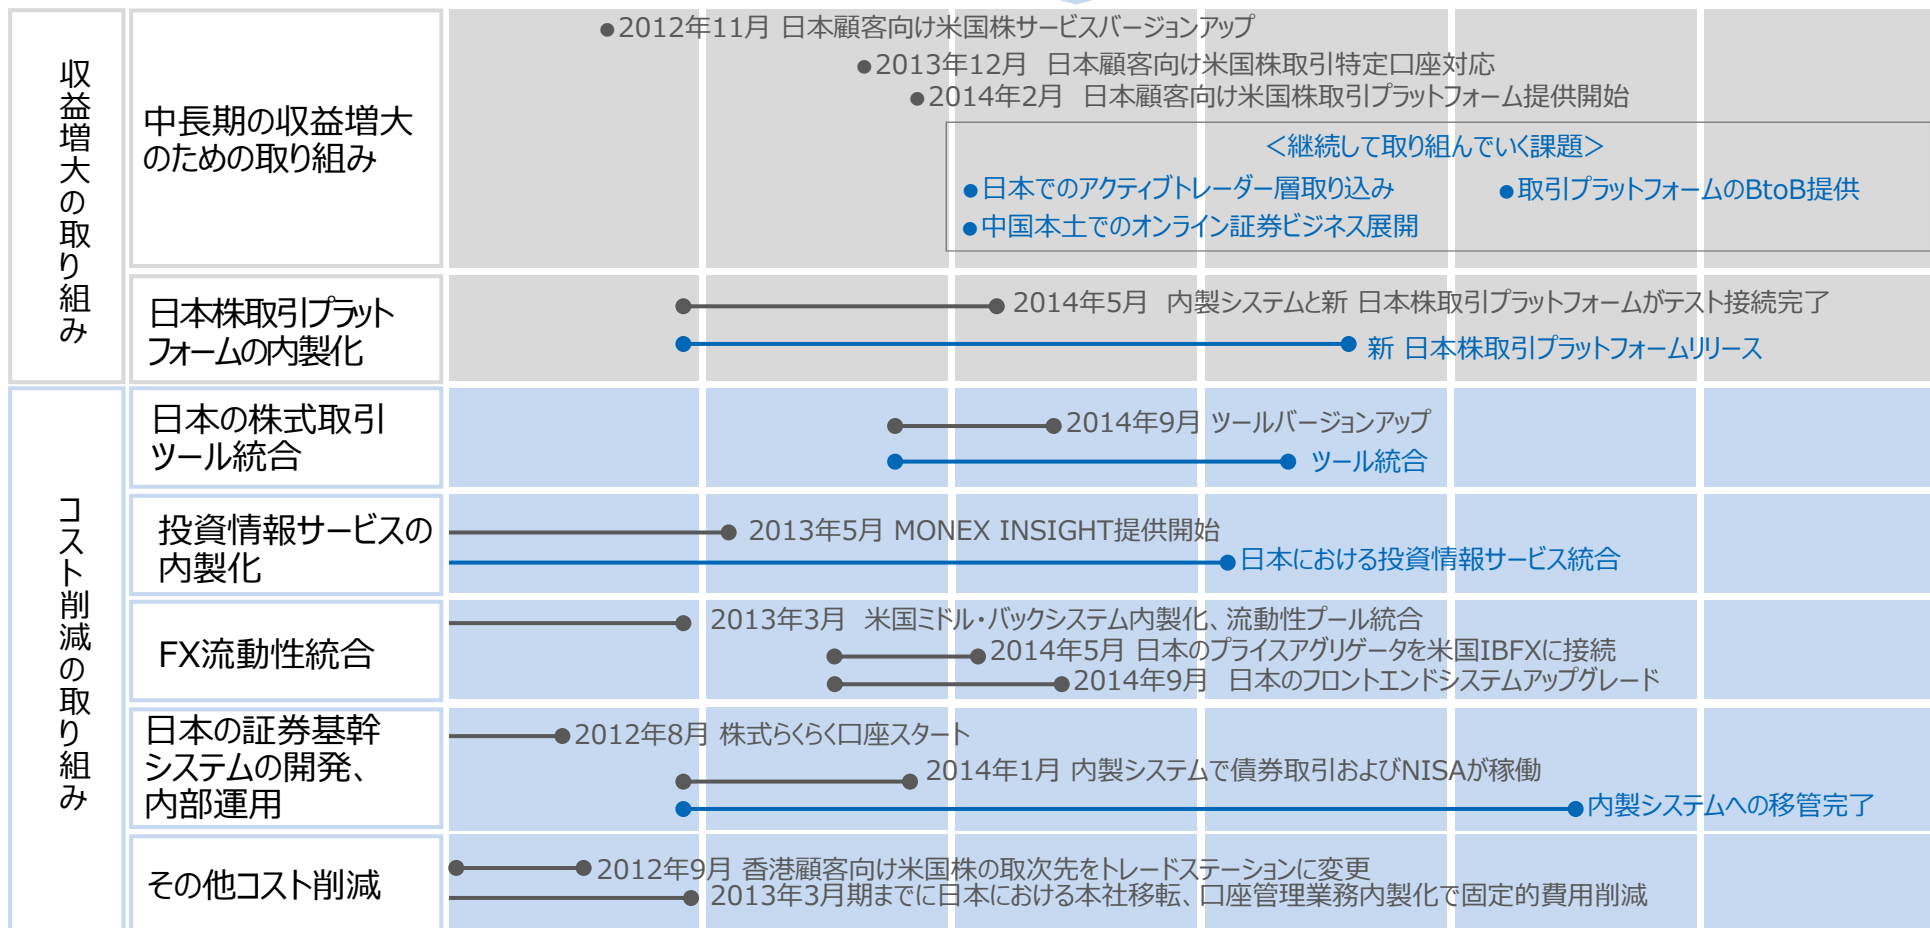 収益増大の取り組み
中長期の収益増大
のための取り組み
●2012年11月 日本顧客向け米国株サービスバージョンアップ
●2013年12月 日本顧客向け米国株取引特定口座対応
●2014年2月 日本顧客向け米国株取引プラットフォーム提供開始
＜継続して取り組んでいく課題＞
●日本でのアクティブトレーダー層取り込み
●取引プラットフォームのBtoB提供
●中国本土でのオンライン証券ビジネス展開
日本株取引プラット
フォームの内製化
2014年5月 内製システムと新 日本株取引プラットフォームがテスト接続完了
新 日本株取引プラットフォームリリース
コスト削減の取り組み
日本の株式取引
ツール統合
2014年9月 ツールバージョンアップ
ツール統合
投資情報サービスの
内製化
2013年5月 MONEX INSIGHT提供開始
日本における投資情報サービス統合
FX流動性統合
2013年3月 米国ミドル・バックシステム内製化、流動性プール統合
2014年5月 日本のプライスアグリゲータを米国IBFXに接続
2014年9月 日本のフロントエンドシステムアップグレード
日本の証券基幹
システムの開発、
内部運用
2012年8月 株式らくらく口座スタート
2014年1月 内製システムで債券取引およびNISAが稼働
内製システムへの移管完了
その他コスト削減
2012年9月 香港顧客向け米国株の取次先をトレードステーションに変更
2013年3月期までに日本における本社移転、口座管理業務内製化で固定的費用削減